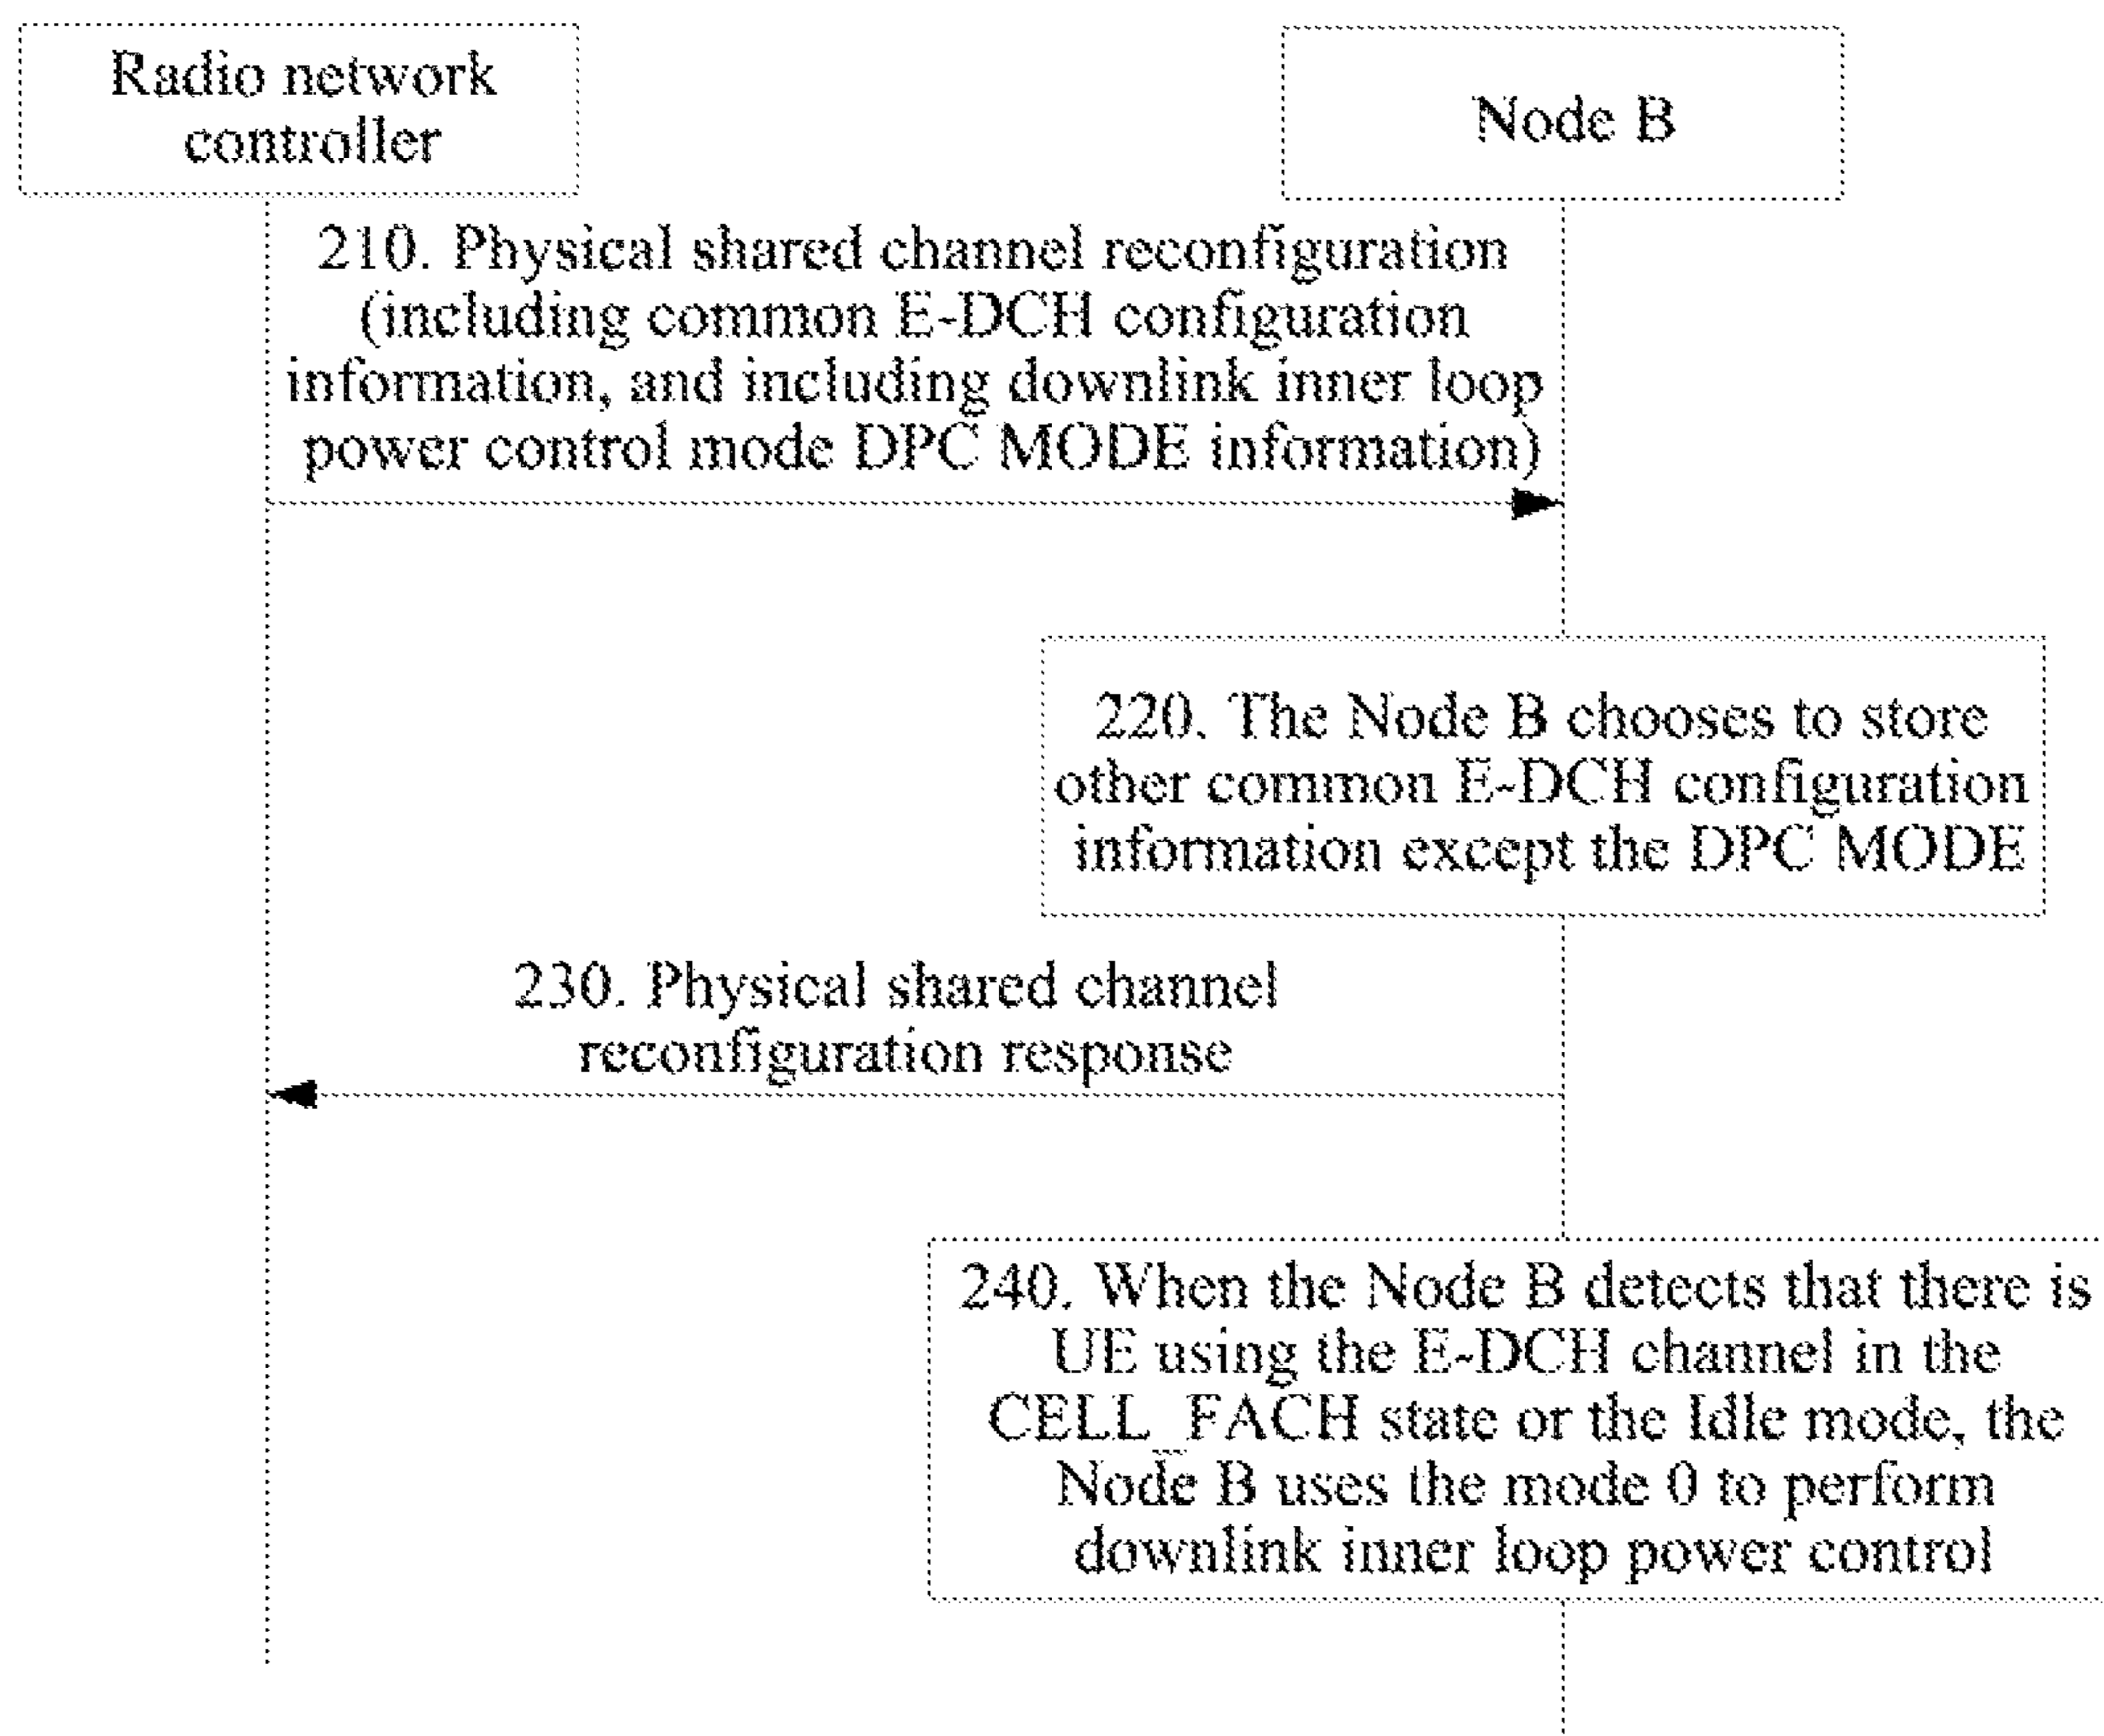 Radio network
controller
Node B
210. Physical shared channel reconfiguration
(including common E-DCH configuration
information, and including downlink inner loop
power control mode DPC MODE information)
220. The Node B chooses to store
other common E-DCH configuration
information except the DPC MODE
230. Physical shared channel
reconfiguration response
240. When the Node B detects that there is
UE using the E-DCH channel in the
CELL_FACH state or the Idle mode, the
Node B uses the mode 0 to perform
downlink inner loop power control